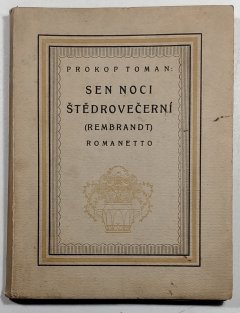 PROKOP TOMAN:
SEN NOCI
ŠTĚDROVEČERNÍ
(REMBRANDT)
ROMANETTO